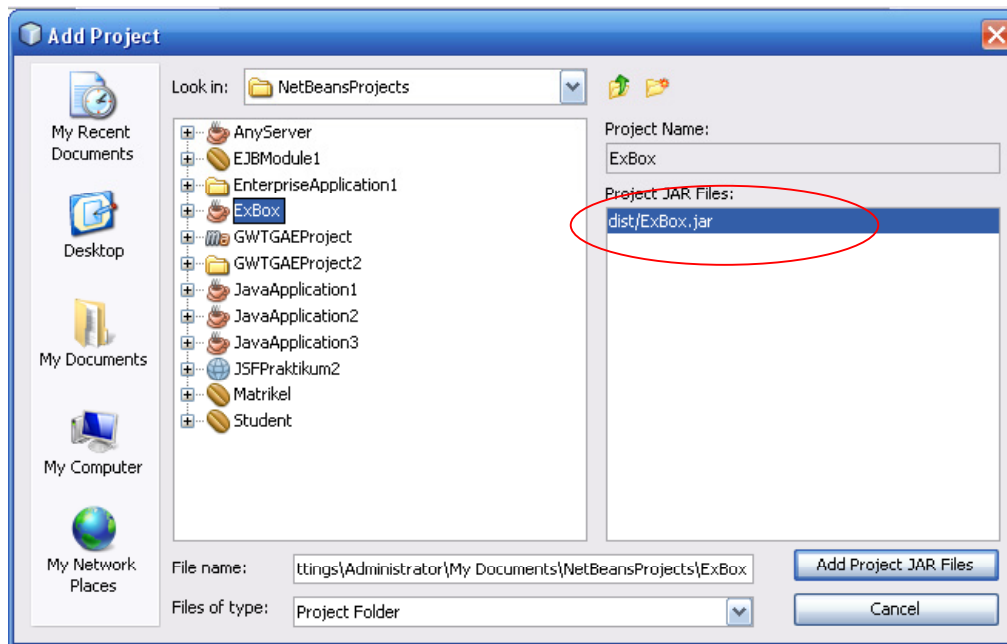 Add Project
Look in:
NetBeansProjects
My Recent
Documents
Desktop
My Documents
My Computer
My Network
Places
AnyServer
EJBModule1
EnterpriseApplication1
ExBox
GWTGAEProject
GWTGAEProject2
JavaApplication1
JavaApplication2
JavaApplication3
JSFPraktikum2
Matrikel
Student
Project Name:
ExBox
Project JAR Files:
dist/ExBox.jar
File name:
ttings\Administrator\My Documents\NetBeansProjects\ExBox
Files of type:
Project Folder
Add Project JAR Files
Cancel